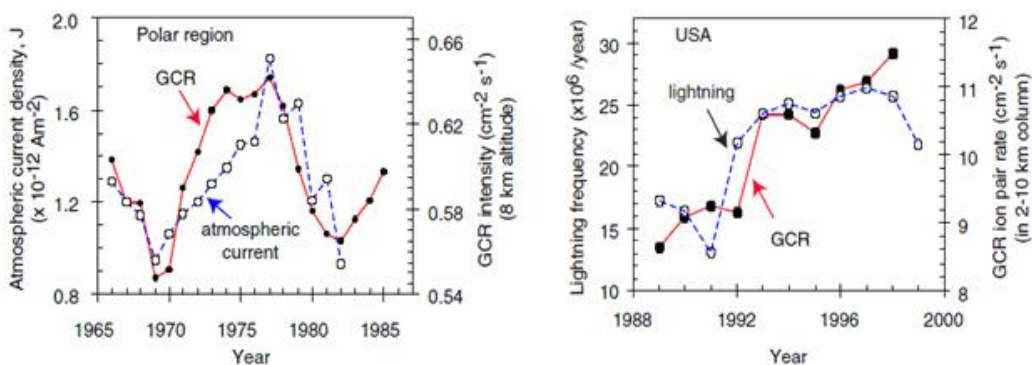 Polar region
GCR
atmospheric
current
Atmospheric current density, J
(x 10-12 Am-2)
2.0
1.6
1.2
0.8
GCR intensity (cm-2 s-1)
(8 km altitude)
0.66
0.62
0.58
0.54
1965
1970
1975
1980
1985
Year
USA
lightning
GCR
Lightning frequency (x106 /year)
30
25
20
15
10
GCR ion pair rate (cm-2 s-1)
(in 2-10 km column)
12
11
10
9
8
1988
1992
1996
2000
Year